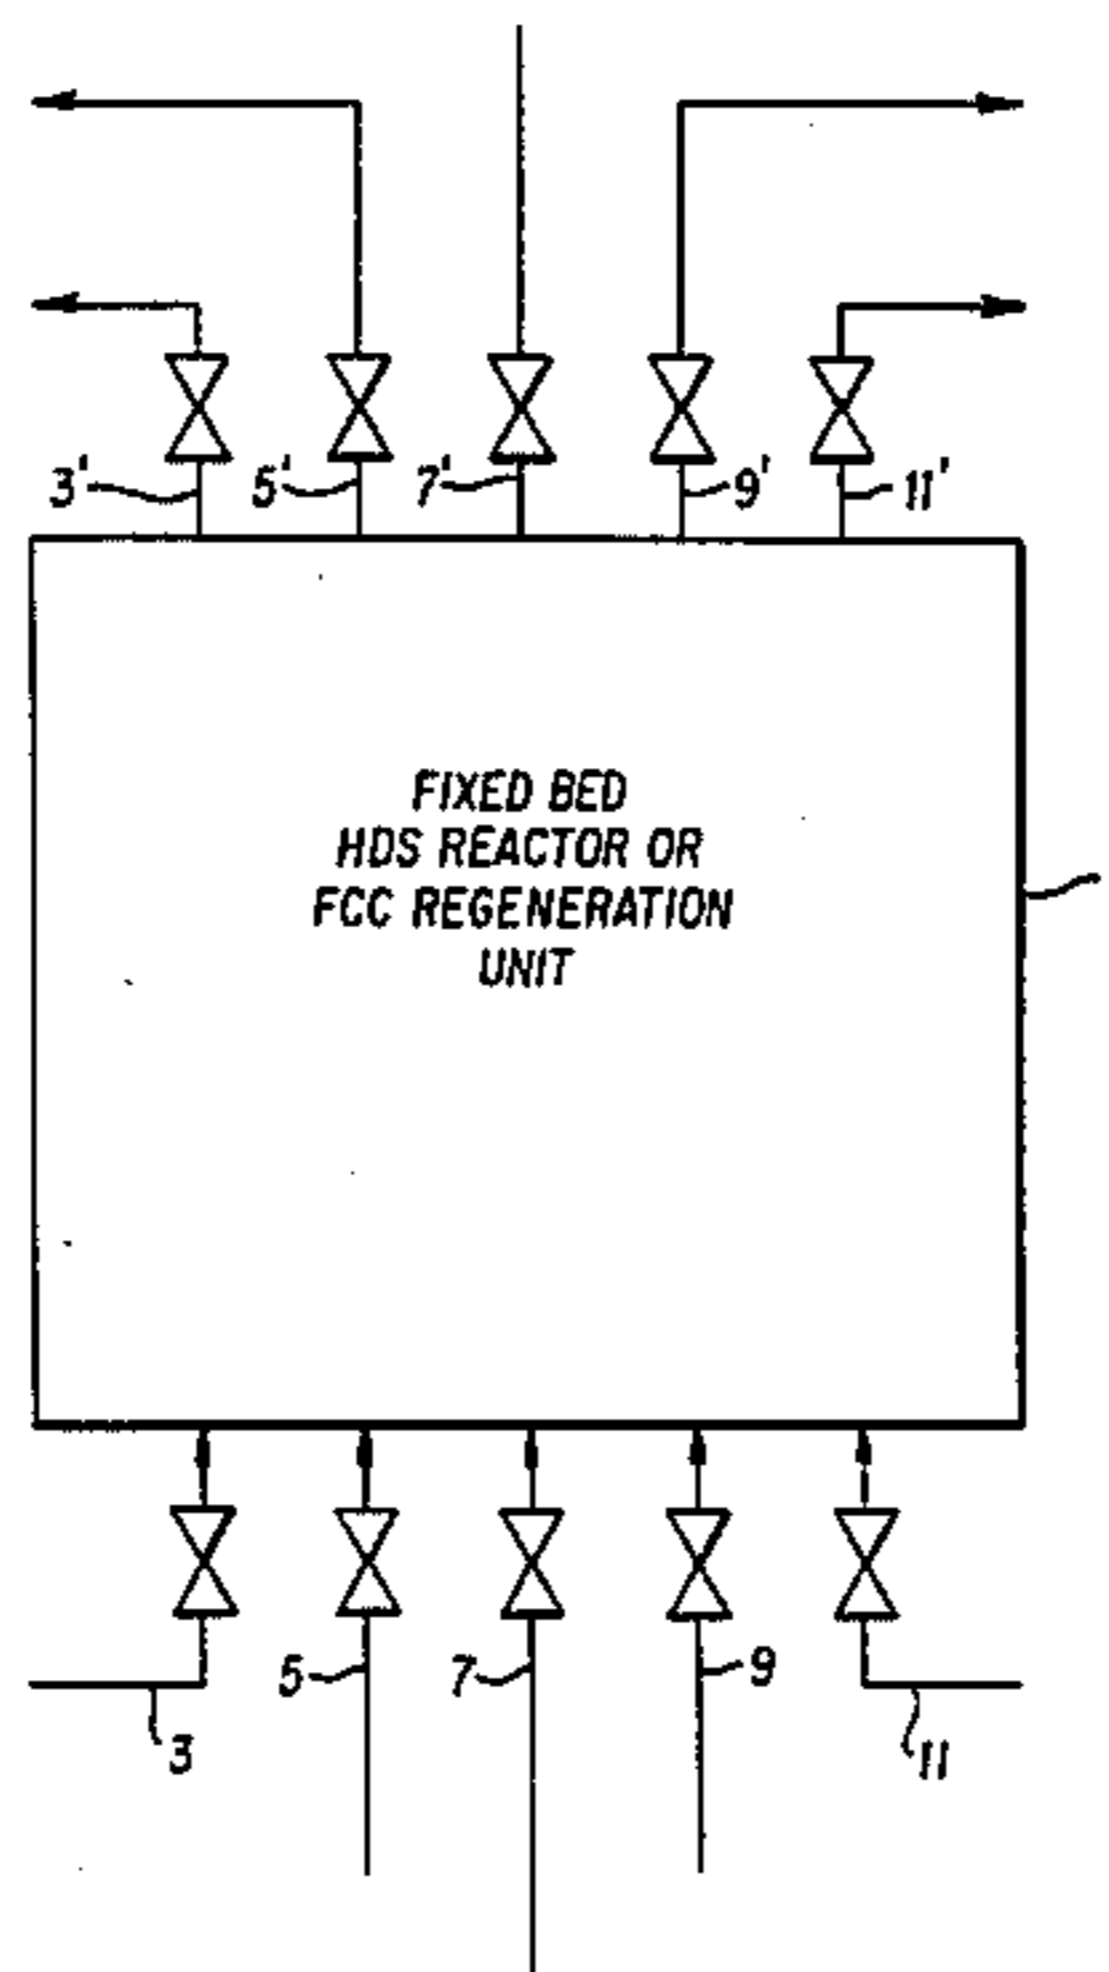 3' 5' 7' 9' 11'
FIXED BED
HDS REACTOR OR
FCC REGENERATION
UNIT
5 7 9
3 11